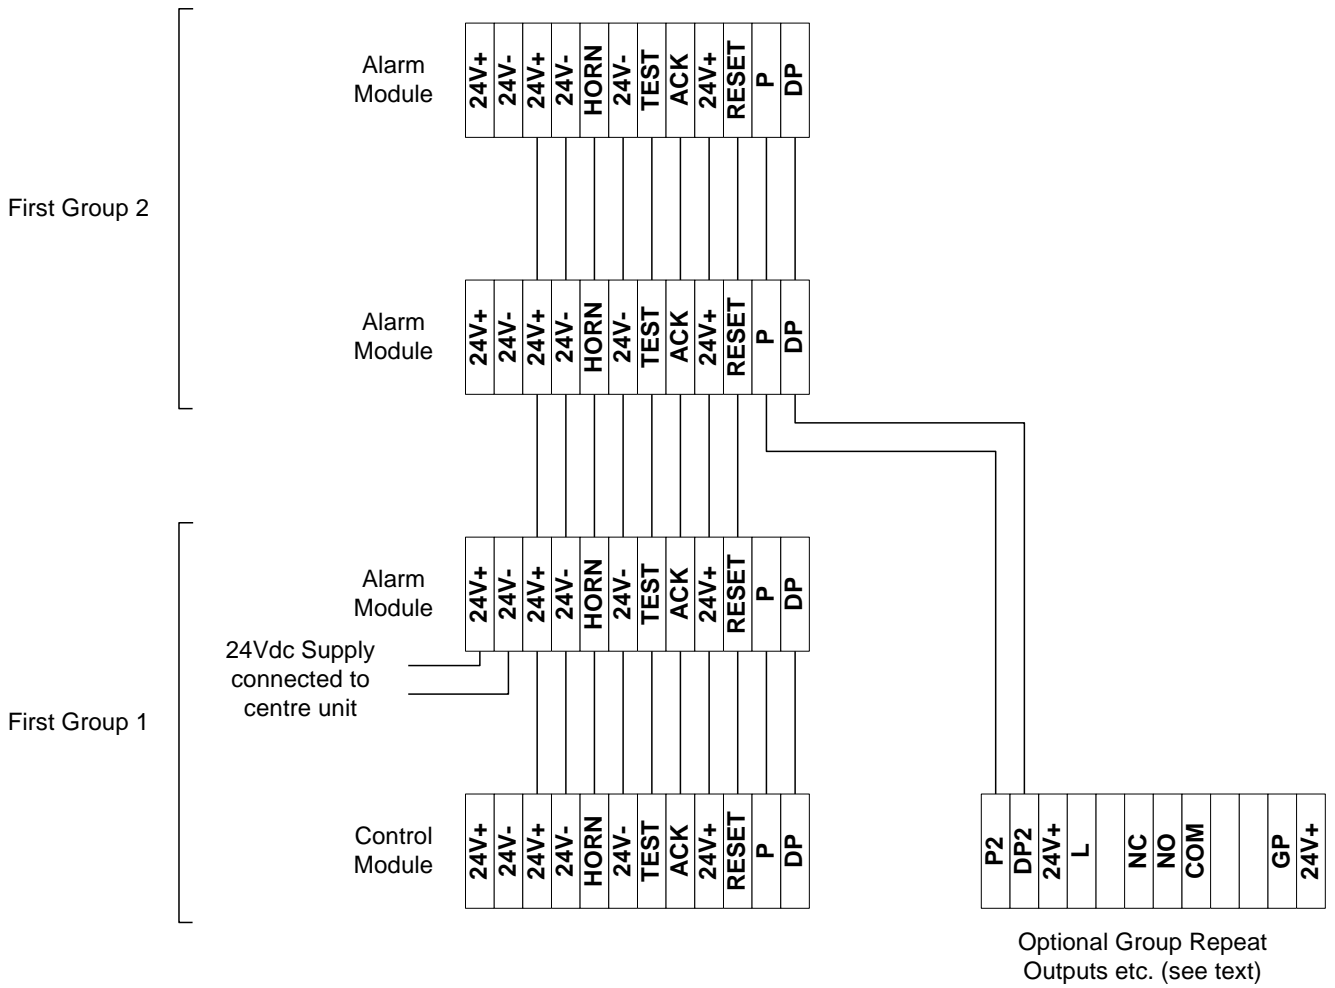 Alarm
Module
24V+ 24V- 24V+ 24V- HORN 24V- TEST ACK 24V+ RESET P DP
First Group 2
Alarm
Module
24V+ 24V- 24V+ 24V- HORN 24V- TEST ACK 24V+ RESET P DP
Alarm
Module
24V+ 24V- 24V+ 24V- HORN 24V- TEST ACK 24V+ RESET P DP
24Vdc Supply
connected to
centre unit
First Group 1
Control
Module
24V+ 24V- 24V+ 24V- HORN 24V- TEST ACK 24V+ RESET P DP
P2 DP2 24V+ L NC NO COM GP 24V+
Optional Group Repeat
Outputs etc. (see text)